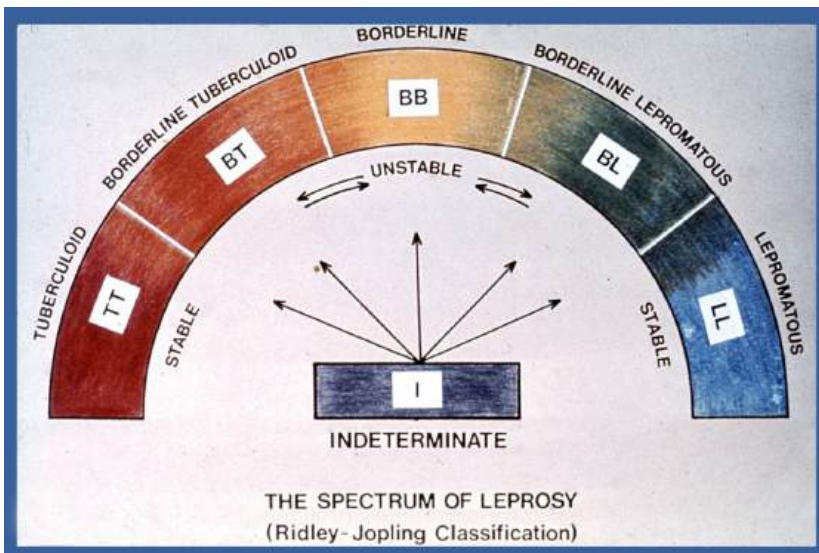 BORDERLINE
BORDERLINE TUBERCULOID
BORDERLINE LEPROMATOUS
BB
BT
BL
UNSTABLE
TUBERCULOID
LEPROMATOUS
TT
STABLE
STABLE
LL
I
INDETERMINATE
THE SPECTRUM OF LEPROSY
(Ridley-Jopling Classification)